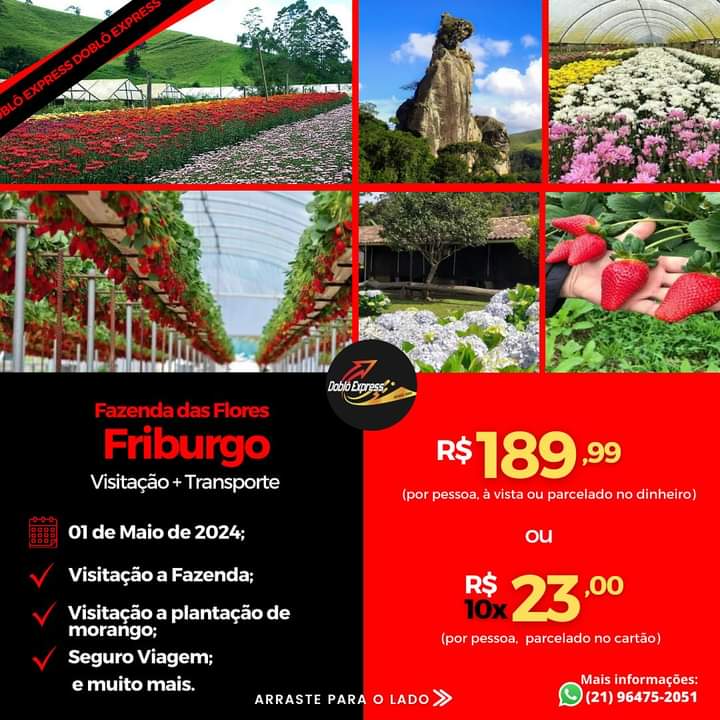 DOBLÔ EXPRESS DOBLÔ EXPRESS
Doblô Express
Fazenda das Flores
Friburgo
Visitação + Transporte
01 de Maio de 2024;
Visitação a Fazenda;
Visitação a plantação de
morango;
Seguro Viagem;
e muito mais.
R$ 189,99
(por pessoa, à vista ou parcelado no dinheiro)
ou
R$
10x 23,00
(por pessoa, parcelado no cartão)
ARRASTE PARA O LADO
Mais informações:
(21) 96475-2051